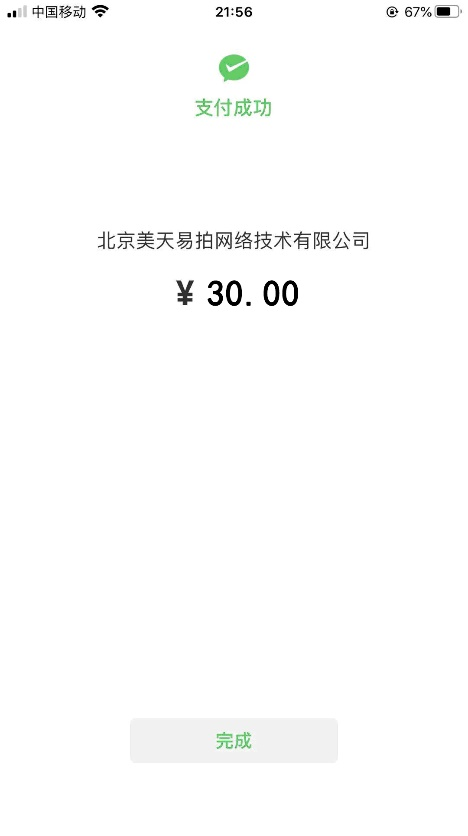 中国移动 21:56 67%
支付成功
北京美天易拍网络技术有限公司
¥ 30.00
完成